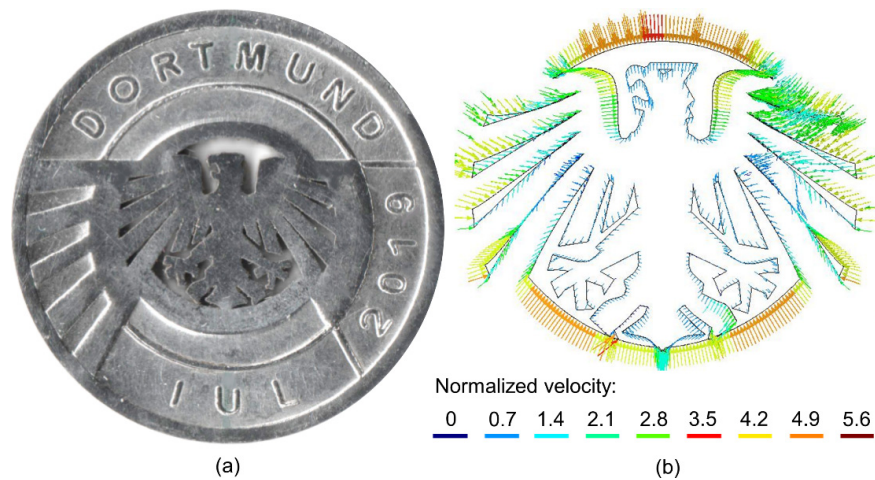 DORTMUND
2019
IUL
Normalized velocity:
0 0.7 1.4 2.1 2.8 3.5 4.2 4.9 5.6
(a) (b)